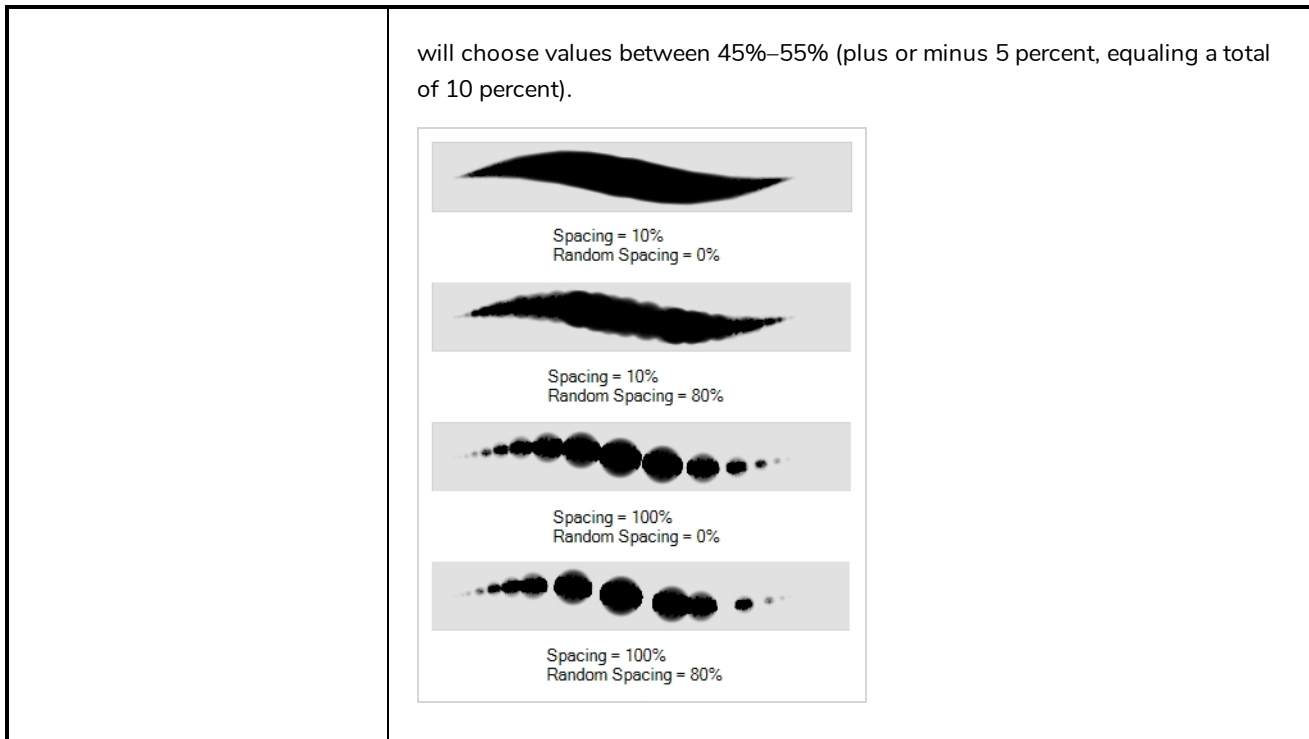 will choose values between 45%–55% (plus or minus 5 percent, equaling a total
of 10 percent).
Spacing = 10%
Random Spacing = 0%
Spacing = 10%
Random Spacing = 80%
Spacing = 100%
Random Spacing = 0%
Spacing = 100%
Random Spacing = 80%